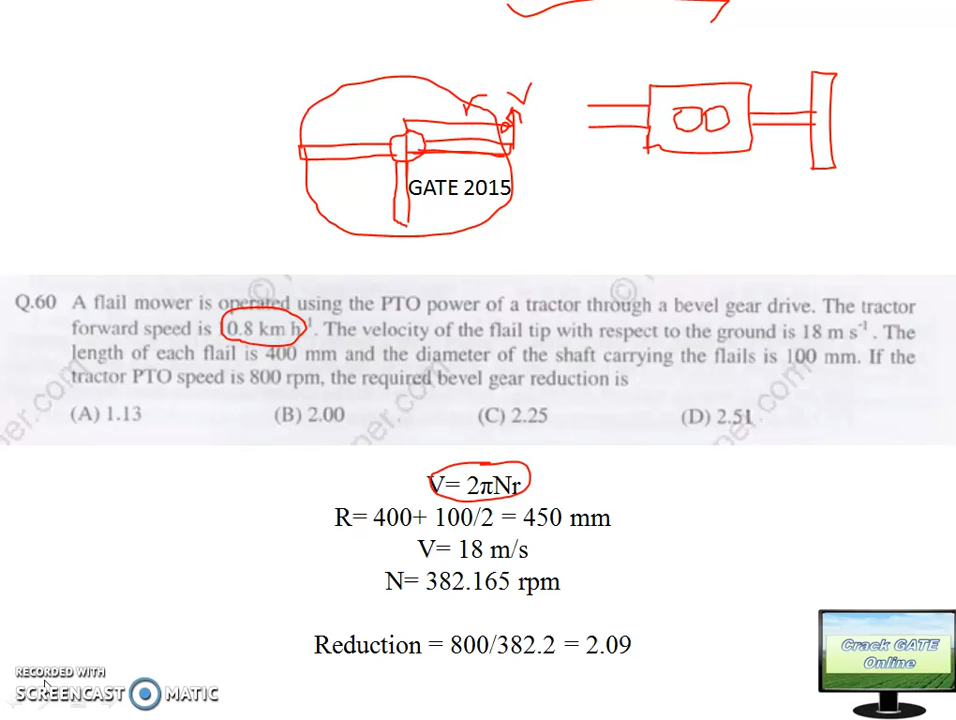 r V
GATE 2015
Q.60 A flail mower is operated using the PTO power of a tractor through a bevel gear drive. The tractor
forward speed is 10.8 km h⁻¹. The velocity of the flail tip with respect to the ground is 18 m s⁻¹. The
length of each flail is 400 mm and the diameter of the shaft carrying the flails is 100 mm. If the
tractor PTO speed is 800 rpm, the required bevel gear reduction is
(A) 1.13 (B) 2.00 (C) 2.25 (D) 2.51
V= 2πNr
R= 400+ 100/2 = 450 mm
V= 18 m/s
N= 382.165 rpm
Reduction = 800/382.2 = 2.09
Crack GATE
Online
RECORDED WITH
SCREENCAST MATIC